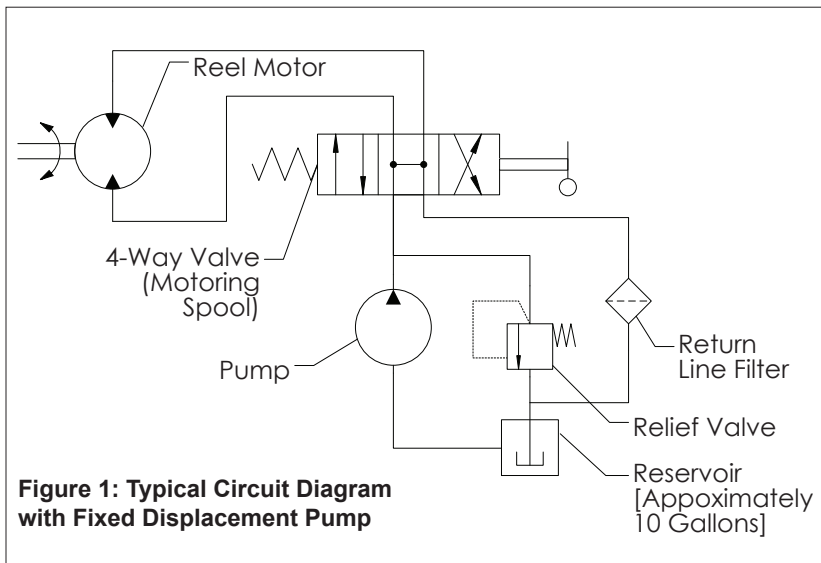 Reel Motor
4-Way Valve
(Motoring
Spool)
Pump
Return
Line Filter
Relief Valve
Reservoir
[Appoximately
10 Gallons]
Figure 1: Typical Circuit Diagram
with Fixed Displacement Pump